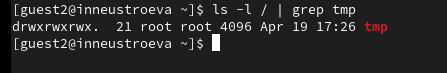 [guest2@inneustroeva ~]$ ls -l / | grep tmp
drwxrwxrwx.  21 root root 4096 Apr 19 17:26 tmp
[guest2@inneustroeva ~]$